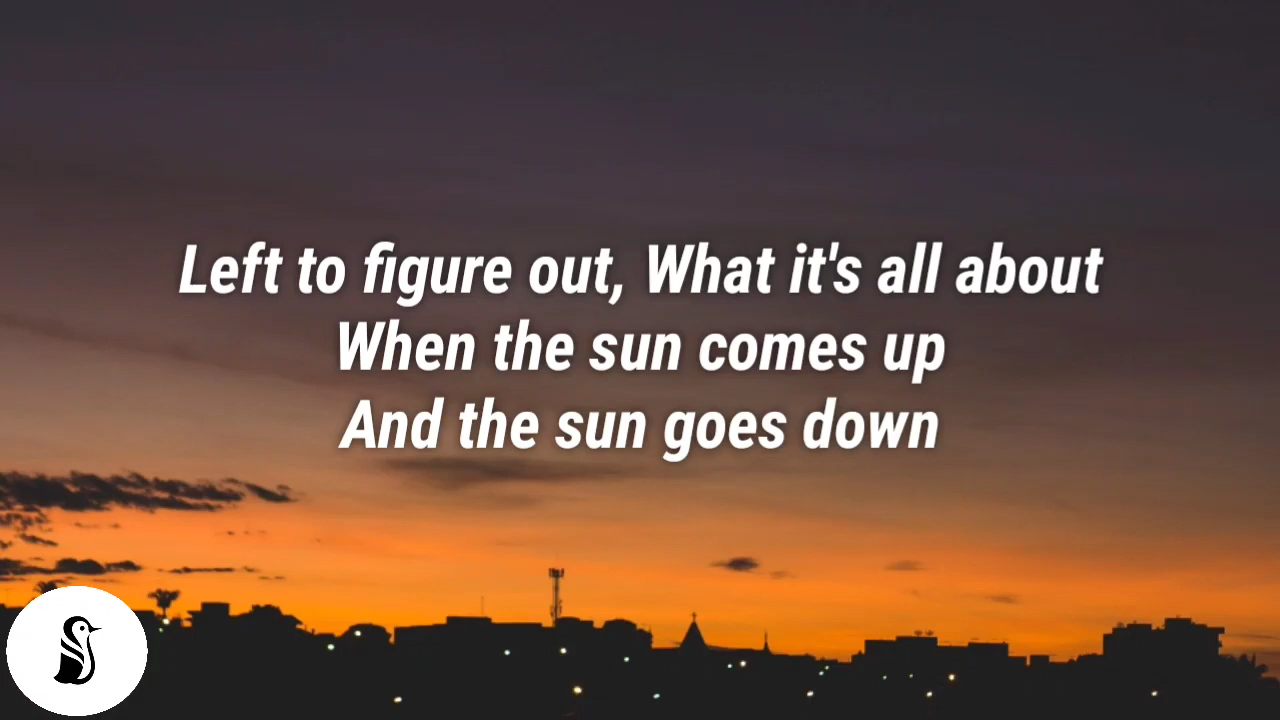 Left to figure out, What it's all about
When the sun comes up
And the sun goes down